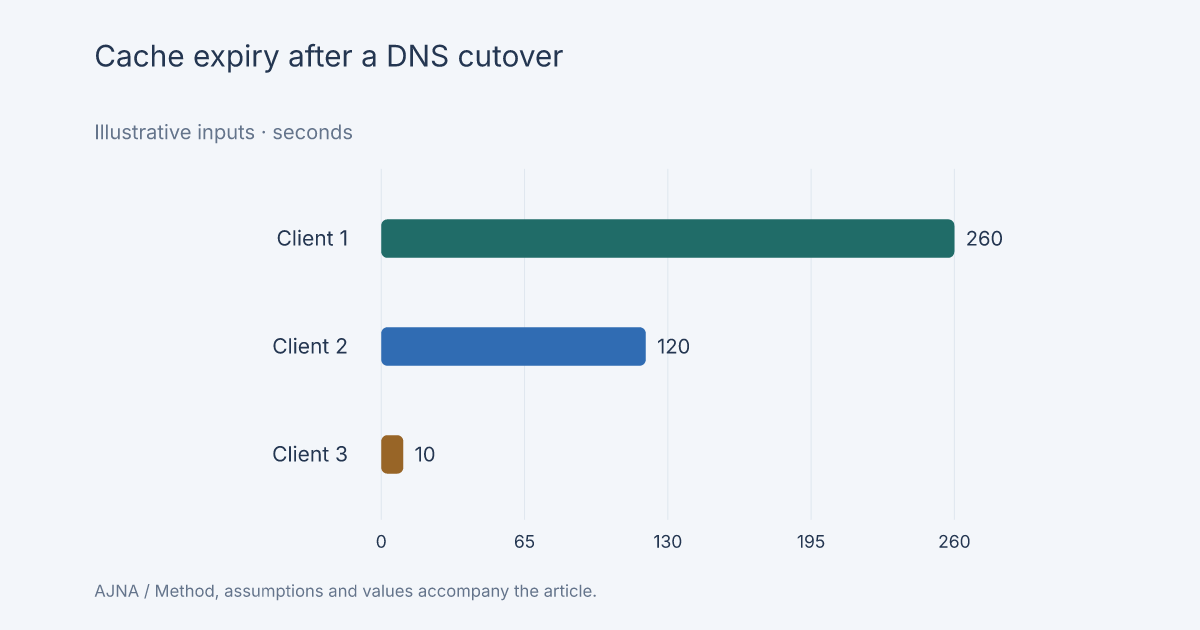 Cache expiry after a DNS cutover
Illustrative inputs · seconds
Client 1 260
Client 2 120
Client 3 10
0 65 130 195 260
AJNA / Method, assumptions and values accompany the article.